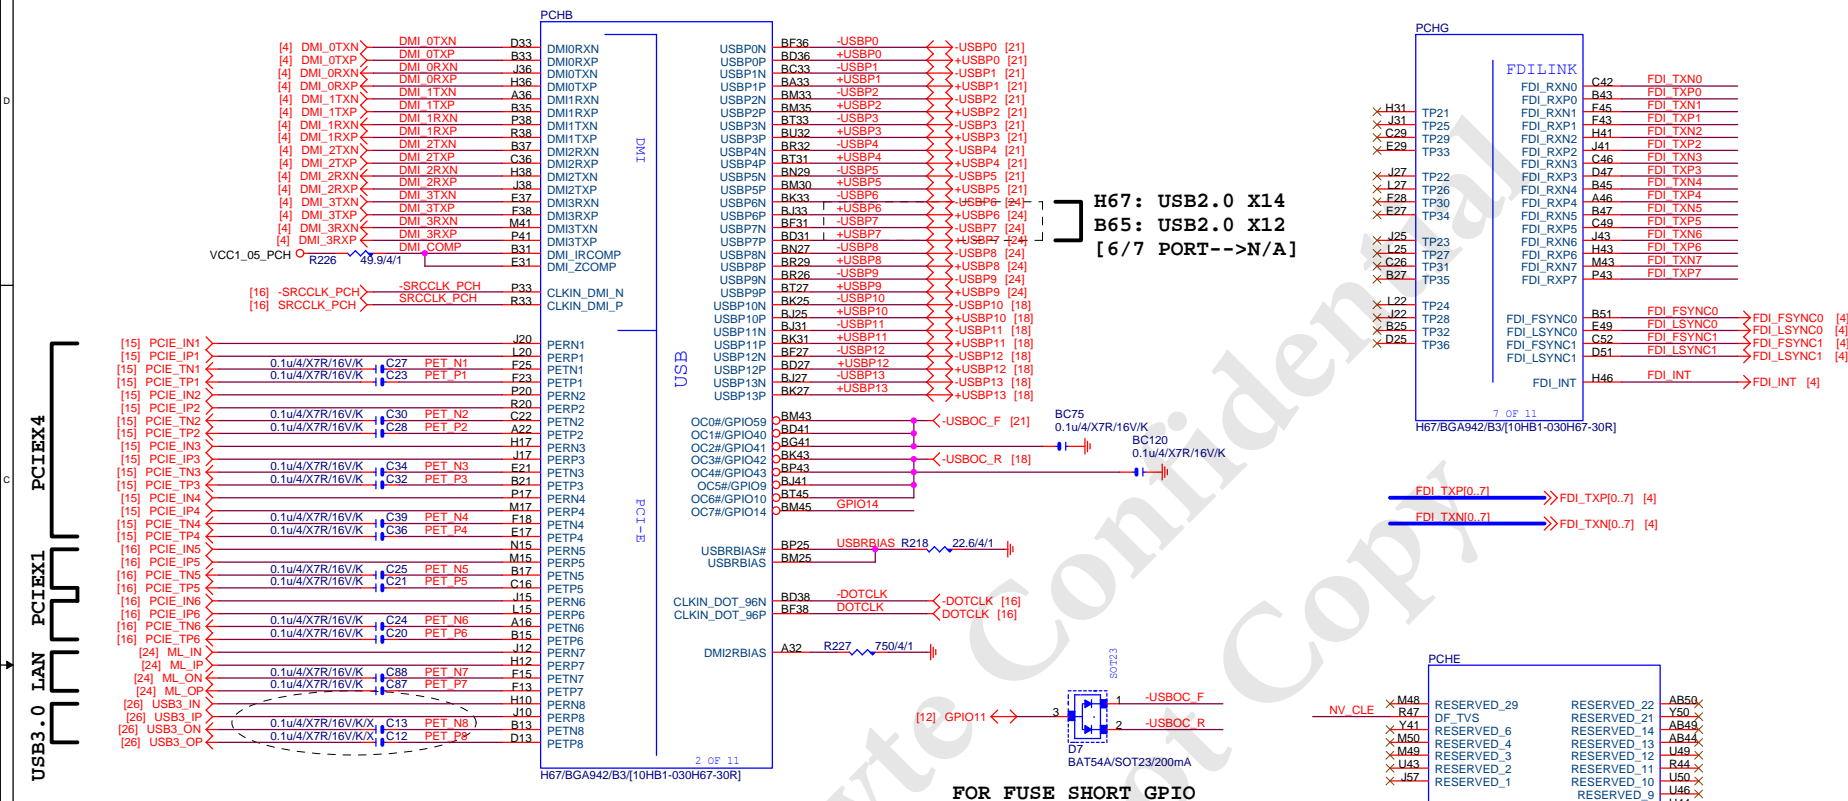 PCHB
[4] DMI_0TXN DMI_0TXN D33 DMI0RXN
[4] DMI_0TXP DMI_0TXP B33 DMI0RXP
[4] DMI_0RXN DMI_0RXN J36 DMI0TXN
[4] DMI_0RXP DMI_0RXP H36 DMI0TXP
[4] DMI_1TXN DMI_1TXN A36 DMI1RXN
[4] DMI_1TXP DMI_1TXP B35 DMI1RXP
[4] DMI_1RXN DMI_1RXN P38 DMI1TXN
[4] DMI_1RXP DMI_1RXP R38 DMI1TXP
[4] DMI_2TXN DMI_2TXN B37 DMI2RXN
[4] DMI_2TXP DMI_2TXP C36 DMI2RXP
[4] DMI_2RXN DMI_2RXN H38 DMI2TXN
[4] DMI_2RXP DMI_2RXP J38 DMI2TXP
[4] DMI_3TXN DMI_3TXN E37 DMI3RXN
[4] DMI_3TXP DMI_3TXP F38 DMI3RXP
[4] DMI_3RXN DMI_3RXN M41 DMI3TXN
[4] DMI_3RXP DMI_3RXP P41 DMI3TXP
VCC1_05_PCH R226 49.9/4/1 DMI_COMP B31 DMI_IRCOMP
E31 DMI_ZCOMP
[16] -SRCCLK_PCH -SRCCLK_PCH P33 CLKIN_DMI_N
[16] SRCCLK_PCH SRCCLK_PCH R33 CLKIN_DMI_P
DMI
PCIEX4
[15] PCIE_IN1 J20 PERN1
[15] PCIE_IP1 L20 PERP1
[15] PCIE_TN1 0.1u/4/X7R/16V/K C27 PET_N1 F25 PETN1
[15] PCIE_TP1 0.1u/4/X7R/16V/K C23 PET_P1 F23 PETP1
[15] PCIE_IN2 P20 PERN2
[15] PCIE_IP2 R20 PERP2
[15] PCIE_TN2 0.1u/4/X7R/16V/K C30 PET_N2 C22 PETN2
[15] PCIE_TP2 0.1u/4/X7R/16V/K C28 PET_P2 A22 PETP2
[15] PCIE_IN3 H17 PERN3
[15] PCIE_IP3 J17 PERP3
[15] PCIE_TN3 0.1u/4/X7R/16V/K C34 PET_N3 E21 PETN3
[15] PCIE_TP3 0.1u/4/X7R/16V/K C32 PET_P3 B21 PETP3
[15] PCIE_IN4 P17 PERN4
[15] PCIE_IP4 M17 PERP4
[15] PCIE_TN4 0.1u/4/X7R/16V/K C39 PET_N4 F18 PETN4
[15] PCIE_TP4 0.1u/4/X7R/16V/K C36 PET_P4 E17 PETP4
PCIEX1
[16] PCIE_IN5 N15 PERN5
[16] PCIE_IP5 M15 PERP5
[16] PCIE_TN5 0.1u/4/X7R/16V/K C25 PET_N5 B17 PETN5
[16] PCIE_TP5 0.1u/4/X7R/16V/K C21 PET_P5 C16 PETP5
[16] PCIE_IN6 J15 PERN6
[16] PCIE_IP6 L15 PERP6
[16] PCIE_TN6 0.1u/4/X7R/16V/K C24 PET_N6 A16 PETN6
[16] PCIE_TP6 0.1u/4/X7R/16V/K C20 PET_P6 B15 PETP6
LAN
[24] ML_IN J12 PERN7
[24] ML_IP H12 PERP7
[24] ML_ON 0.1u/4/X7R/16V/K C88 PET_N7 F15 PETN7
[24] ML_OP 0.1u/4/X7R/16V/K C87 PET_P7 F13 PETP7
USB3.0
[26] USB3_IN H10 PERN8
[26] USB3_IP J10 PERP8
[26] USB3_ON 0.1u/4/X7R/16V/K/X C13 PET_N8 B13 PETN8
[26] USB3_OP 0.1u/4/X7R/16V/K/X C12 PET_P8 D13 PETP8
PCI-E
USB
2 OF 11
H67/BGA942/B3/[10HB1-030H67-30R]
USBP0N BF36 -USBP0 -USBP0 [21]
USBP0P BD36 +USBP0 +USBP0 [21]
USBP1N BC33 -USBP1 -USBP1 [21]
USBP1P BA33 +USBP1 +USBP1 [21]
USBP2N BM33 -USBP2 -USBP2 [21]
USBP2P BM35 +USBP2 +USBP2 [21]
USBP3N BT33 -USBP3 -USBP3 [21]
USBP3P BU32 +USBP3 +USBP3 [21]
USBP4N BR32 -USBP4 -USBP4 [21]
USBP4P BT31 +USBP4 +USBP4 [21]
USBP5N BN29 -USBP5 -USBP5 [21]
USBP5P BM30 +USBP5 +USBP5 [21]
USBP6N BK33 -USBP6 -USBP6 [24]
USBP6P BJ33 +USBP6 +USBP6 [24]
USBP7N BF31 -USBP7 -USBP7 [24]
USBP7P BD31 +USBP7 +USBP7 [24]
USBP8N BN27 -USBP8 -USBP8 [24]
USBP8P BR29 +USBP8 +USBP8 [24]
USBP9N BR26 -USBP9 -USBP9 [24]
USBP9P BT27 +USBP9 +USBP9 [24]
USBP10N BK25 -USBP10 -USBP10 [18]
USBP10P BJ25 +USBP10 +USBP10 [18]
USBP11N BJ31 -USBP11 -USBP11 [18]
USBP11P BK31 +USBP11 +USBP11 [18]
USBP12N BF27 -USBP12 -USBP12 [18]
USBP12P BD27 +USBP12 +USBP12 [18]
USBP13N BJ27 -USBP13 -USBP13 [18]
USBP13P BK27 +USBP13 +USBP13 [18]
H67: USB2.0 X14
B65: USB2.0 X12
[6/7 PORT-->N/A]
OC0#/GPIO59 BM43 -USBOC_F [21]
OC1#/GPIO40 BD41
OC2#/GPIO41 BG41
OC3#/GPIO42 BK43 -USBOC_R [18]
OC4#/GPIO43 BP43
OC5#/GPIO9 BJ41
OC6#/GPIO10 BT45
OC7#/GPIO14 BM45 GPIO14
BC75
0.1u/4/X7R/16V/K
BC120
0.1u/4/X7R/16V/K
USBRBIAS# BP25 USBRBIAS R218 22.6/4/1
USBRBIAS BM25
CLKIN_DOT_96N BD38 -DOTCLK -DOTCLK [16]
CLKIN_DOT_96P BF38 DOTCLK DOTCLK [16]
DMI2RBIAS A32 R227 750/4/1
SOT23
[12] GPIO11 3
1 -USBOC_F
2 -USBOC_R
D7
BAT54A/SOT23/200mA
FOR FUSE SHORT GPIO
PCHG
FDILINK
H31 TP21
J31 TP25
C29 TP29
E29 TP33
J27 TP22
L27 TP26
F28 TP30
E27 TP34
J25 TP23
L25 TP27
C26 TP31
B27 TP35
L22 TP24
J22 TP28
B25 TP32
D25 TP36
FDI_RXN0 C42 FDI_TXN0
FDI_RXP0 B43 FDI_TXP0
FDI_RXN1 F45 FDI_TXN1
FDI_RXP1 F43 FDI_TXP1
FDI_RXN2 H41 FDI_TXN2
FDI_RXP2 J41 FDI_TXP2
FDI_RXN3 C46 FDI_TXN3
FDI_RXP3 D47 FDI_TXP3
FDI_RXN4 B45 FDI_TXN4
FDI_RXP4 A46 FDI_TXP4
FDI_RXN5 B47 FDI_TXN5
FDI_RXP5 C49 FDI_TXP5
FDI_RXN6 J43 FDI_TXN6
FDI_RXP6 H43 FDI_TXP6
FDI_RXN7 M43 FDI_TXN7
FDI_RXP7 P43 FDI_TXP7
FDI_FSYNC0 B51 FDI_FSYNC0 FDI_FSYNC0 [4]
FDI_LSYNC0 E49 FDI_LSYNC0 FDI_LSYNC0 [4]
FDI_FSYNC1 C52 FDI_FSYNC1 FDI_FSYNC1 [4]
FDI_LSYNC1 D51 FDI_LSYNC1 FDI_LSYNC1 [4]
FDI_INT H46 FDI_INT FDI_INT [4]
7 OF 11
H67/BGA942/B3/[10HB1-030H67-30R]
FDI_TXP[0..7] FDI_TXP[0..7] [4]
FDI_TXN[0..7] FDI_TXN[0..7] [4]
PCHE
M48 RESERVED_29
NV_CLE R47 DF_TVS
Y41 RESERVED_6
M50 RESERVED_4
M49 RESERVED_3
U43 RESERVED_2
J57 RESERVED_1
RESERVED_22 AB50
RESERVED_21 Y50
RESERVED_14 AB49
RESERVED_13 AB44
RESERVED_12 U49
RESERVED_11 R44
RESERVED_10 U50
RESERVED_9 U46
D
C
Confidential
Copy